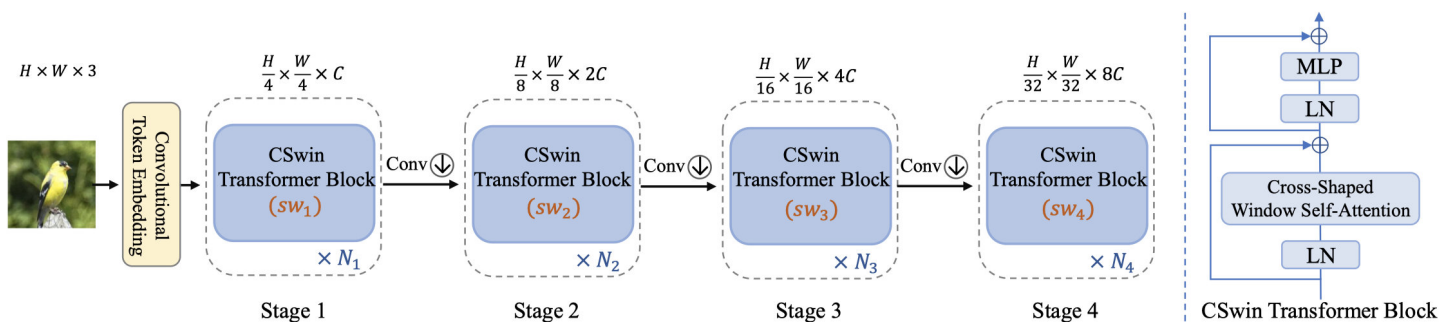 H × W × 3
Convolutional
Token Embedding
H/4 × W/4 × C
CSwin
Transformer Block
(sw₁)
× N₁
Stage 1
Conv
H/8 × W/8 × 2C
CSwin
Transformer Block
(sw₂)
× N₂
Stage 2
Conv
H/16 × W/16 × 4C
CSwin
Transformer Block
(sw₃)
× N₃
Stage 3
Conv
H/32 × W/32 × 8C
CSwin
Transformer Block
(sw₄)
× N₄
Stage 4
MLP
LN
Cross-Shaped
Window Self-Attention
LN
CSwin Transformer Block